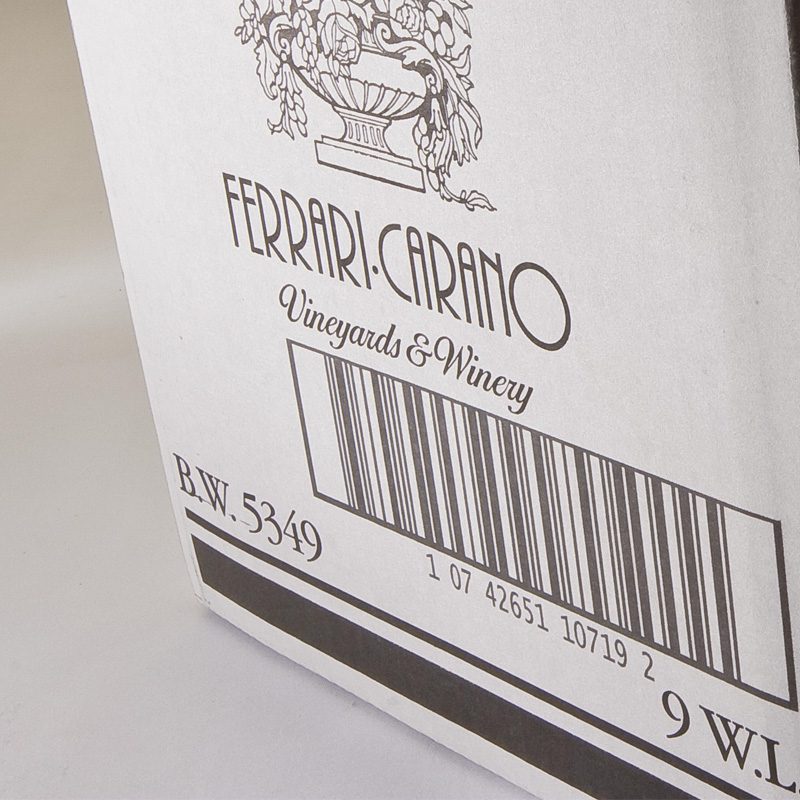 FERRARI·CARANO
Vineyards & Winery
B.W. 5349
1 07 42651 10719 2
9 W.L.